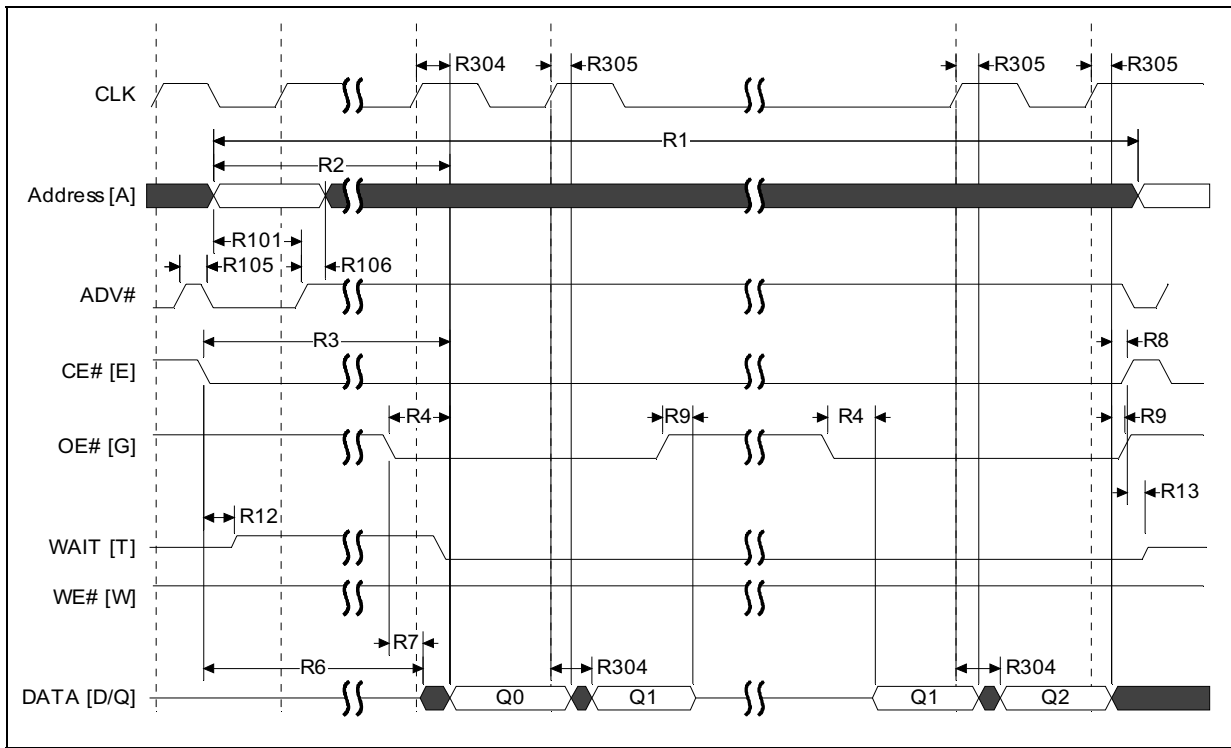 R304 R305 R305 R305
CLK
R1
R2
Address [A]
R101
R105 R106
ADV#
R3 R8
CE# [E]
R4 R9 R4 R9
OE# [G]
R12 R13
WAIT [T]
WE# [W]
R7
R6 R304 R304
DATA [D/Q] Q0 Q1 Q1 Q2